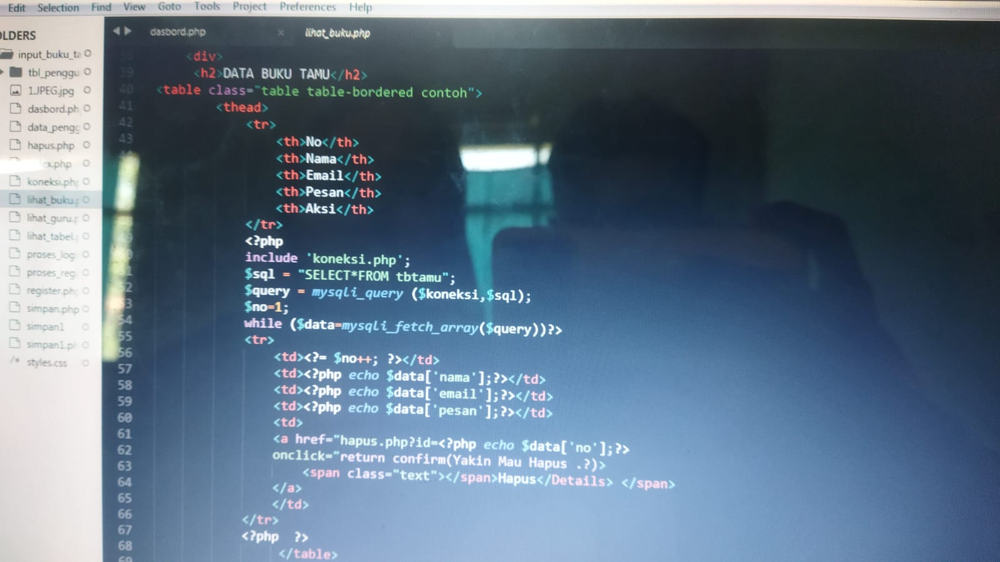 Edit Selection Find View Goto Tools Project Preferences Help
OLDERS
input_buku_ta
tbl_penggu
1.JPEG.jpg
dasbord.ph
data_pengg
hapus.php
ex.php
koneksi.php
lihat_buku.p
lihat_guru.p
lihat_tabel.
proses_log
proses_reg
register.ph
simpan.php
simpan1
simpan1.ph
/* styles.css
dasbord.php × lihat_buku.php
38 <div>
39 <h2>DATA BUKU TAMU</h2>
40 <table class="table table-bordered contoh">
41 <thead>
42 <tr>
43 <th>No</th>
44 <th>Nama</th>
<th>Email</th>
<th>Pesan</th>
<th>Aksi</th>
</tr>
49 <?php
include 'koneksi.php';
$sql = "SELECT*FROM tbtamu";
52 $query = mysqli_query ($koneksi,$sql);
53 $no=1;
54 while ($data=mysqli_fetch_array($query))?>
55 <tr>
56 <td><?= $no++; ?></td>
57 <td><?php echo $data['nama'];?></td>
58 <td><?php echo $data['email'];?></td>
59 <td><?php echo $data['pesan'];?></td>
60 <td>
61 <a href="hapus.php?id=<?php echo $data['no'];?>
62 onclick="return confirm(Yakin Mau Hapus .?)>
63 <span class="text"></span>Hapus</Details> </span>
64 </a>
65 </td>
66 </tr>
67 <?php ?>
68 </table>
69